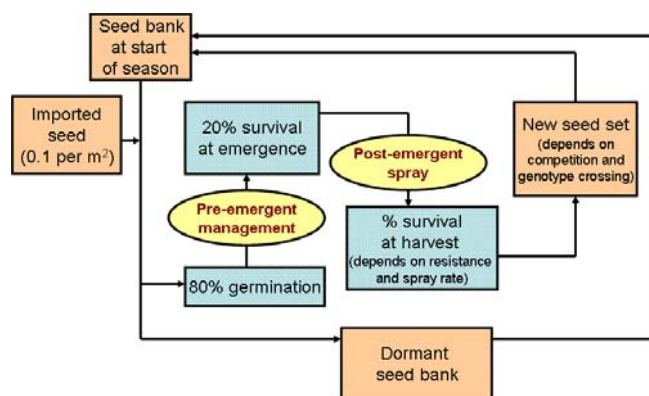 Seed bank
at start
of season
Imported
seed
(0.1 per m²)
20% survival
at emergence
Pre-emergent
management
80% germination
Post-emergent
spray
% survival
at harvest
(depends on resistance
and spray rate)
New seed set
(depends on
competition and
genotype crossing)
Dormant
seed bank